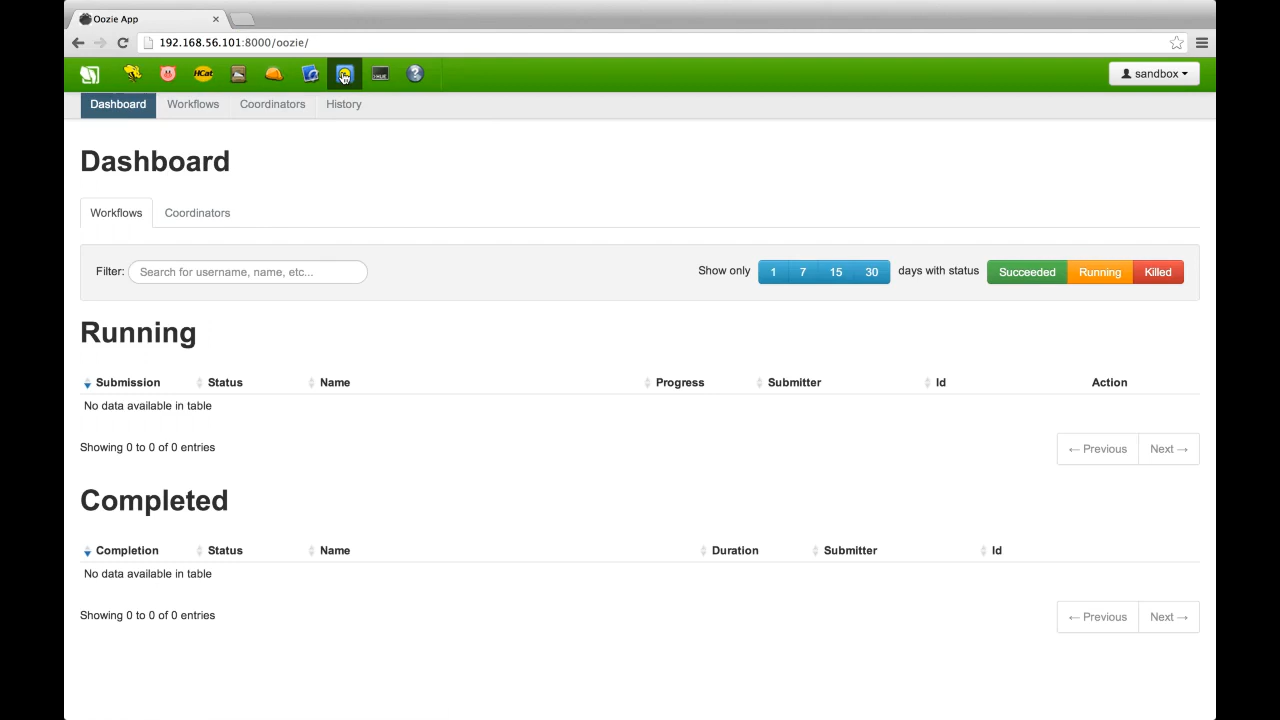 Oozie App
192.168.56.101:8000/oozie/
HCat
sandbox
Dashboard Workflows Coordinators History
Dashboard
Workflows Coordinators
Filter: Search for username, name, etc... Show only 1 7 15 30 days with status Succeeded Running Killed
Running
Submission Status Name Progress Submitter Id Action
No data available in table
Showing 0 to 0 of 0 entries ← Previous Next →
Completed
Completion Status Name Duration Submitter Id
No data available in table
Showing 0 to 0 of 0 entries ← Previous Next →